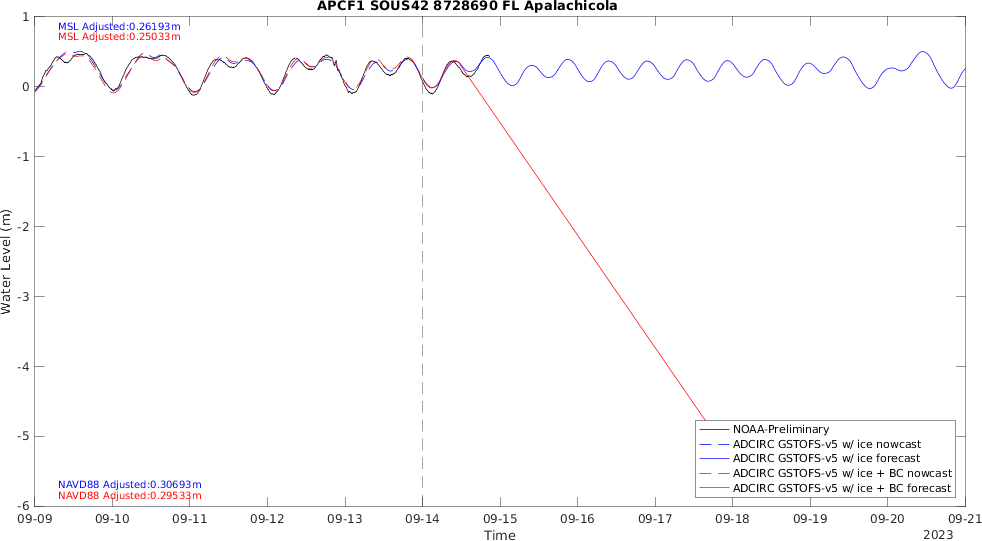 APCF1 SOUS42 8728690 FL Apalachicola
MSL Adjusted:0.26193m
MSL Adjusted:0.25033m
1
0
-1
-2
-3
-4
-5
-6
Water Level (m)
NAVD88 Adjusted:0.30693m
NAVD88 Adjusted:0.29533m
NOAA-Preliminary
ADCIRC GSTOFS-v5 w/ ice nowcast
ADCIRC GSTOFS-v5 w/ ice forecast
ADCIRC GSTOFS-v5 w/ ice + BC nowcast
ADCIRC GSTOFS-v5 w/ ice + BC forecast
09-09 09-10 09-11 09-12 09-13 09-14 09-15 09-16 09-17 09-18 09-19 09-20 09-21
Time
2023